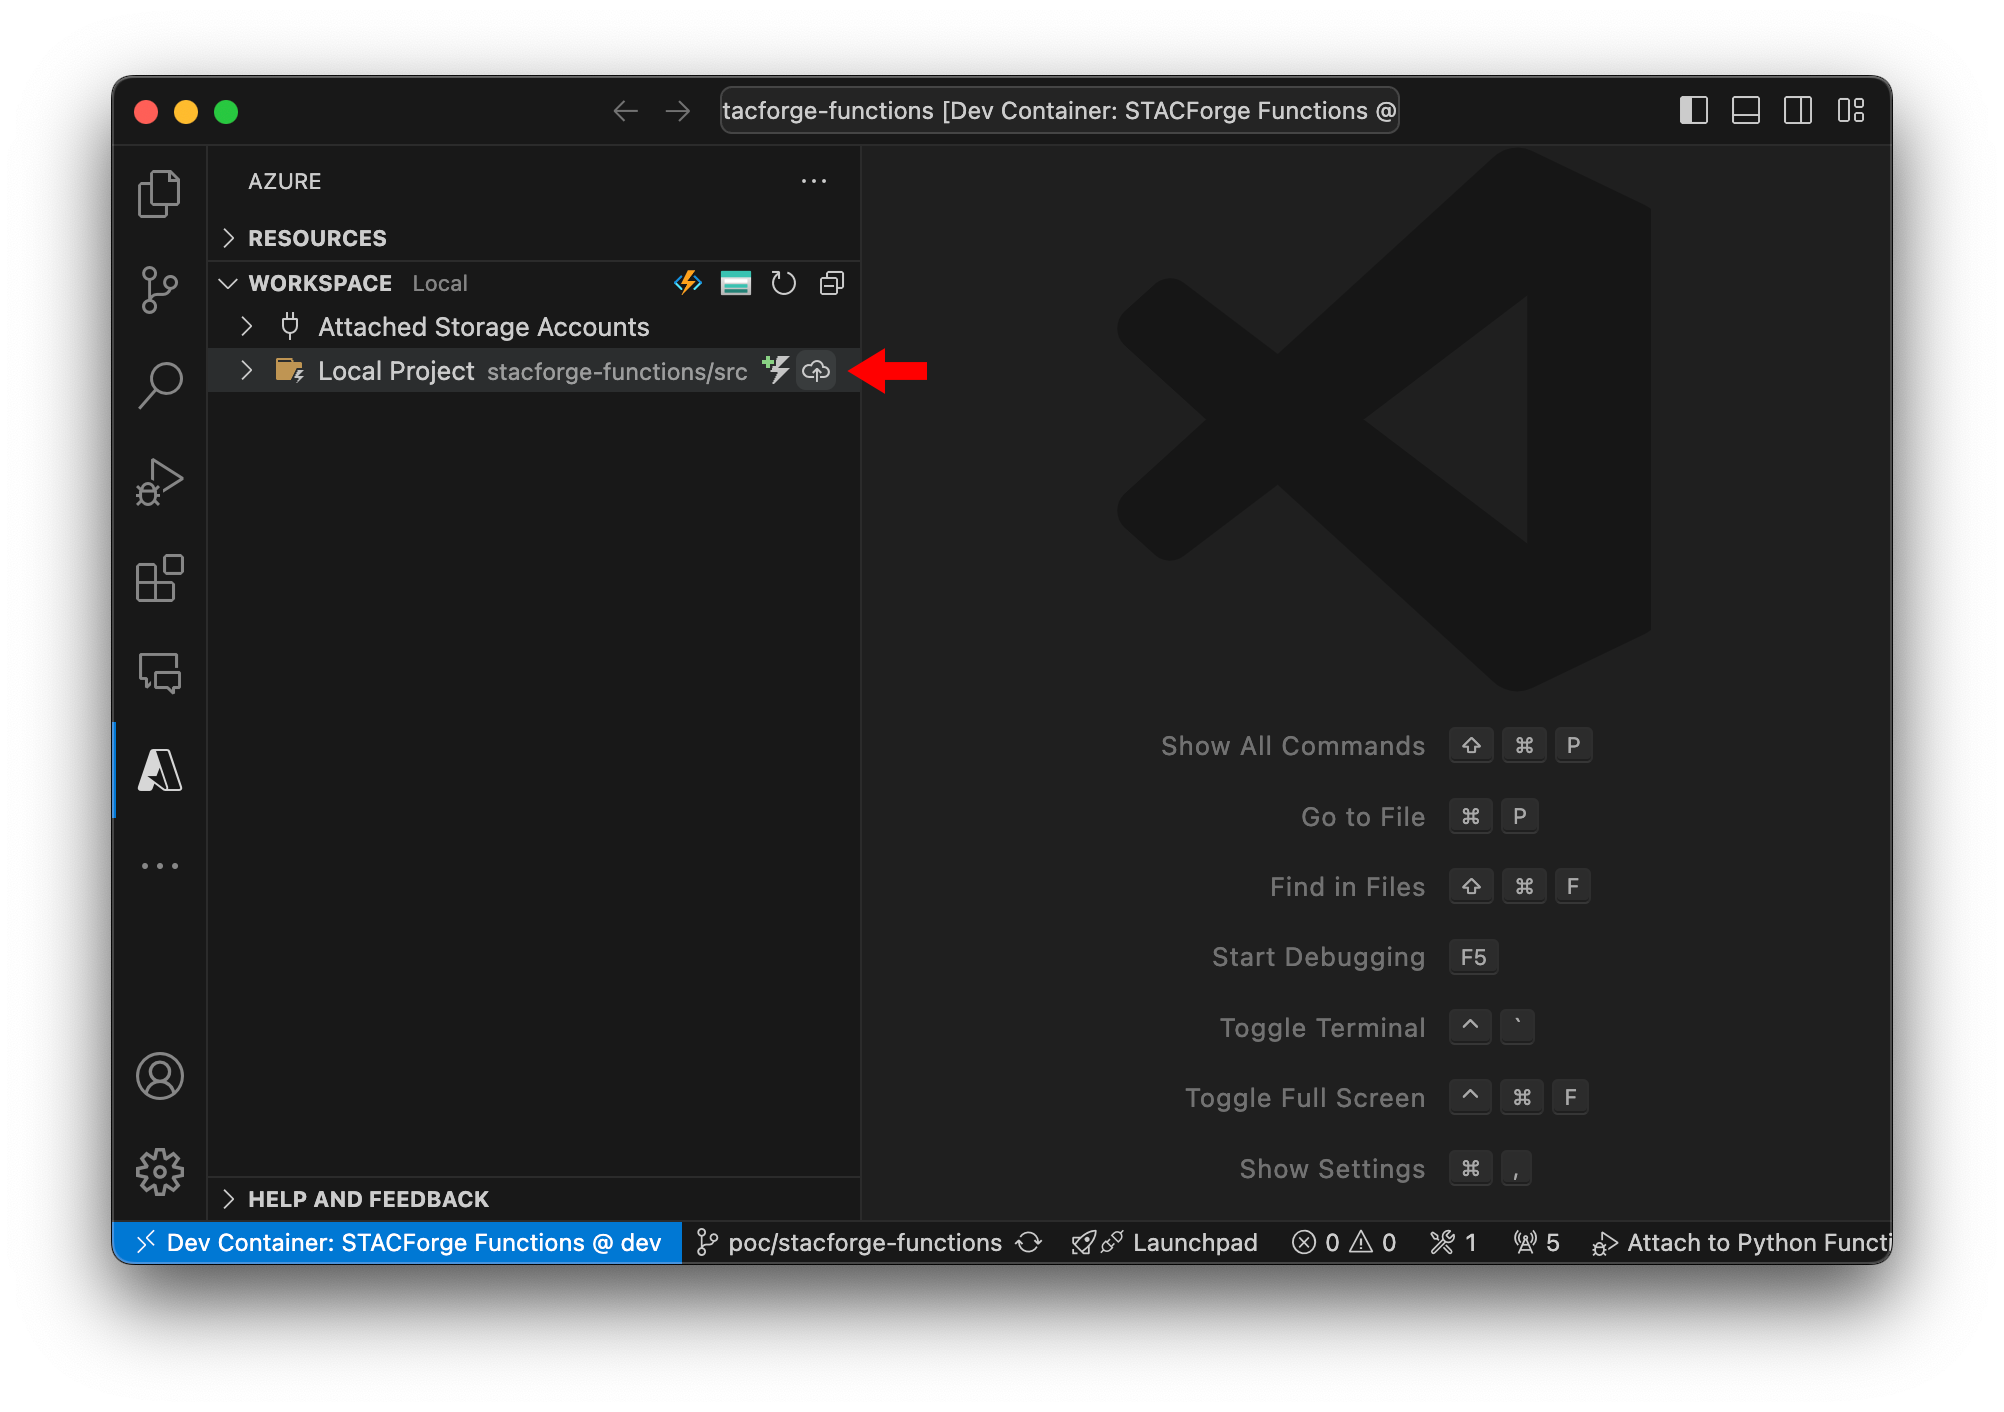 tacforge-functions [Dev Container: STACForge Functions @
AZURE
RESOURCES
WORKSPACE Local
Attached Storage Accounts
Local Project stacforge-functions/src
Show All Commands ⇧ ⌘ P
Go to File ⌘ P
Find in Files ⇧ ⌘ F
Start Debugging F5
Toggle Terminal ^ `
Toggle Full Screen ^ ⌘ F
Show Settings ⌘ ,
HELP AND FEEDBACK
Dev Container: STACForge Functions @ dev poc/stacforge-functions Launchpad 0 0 1 5 Attach to Python Functi